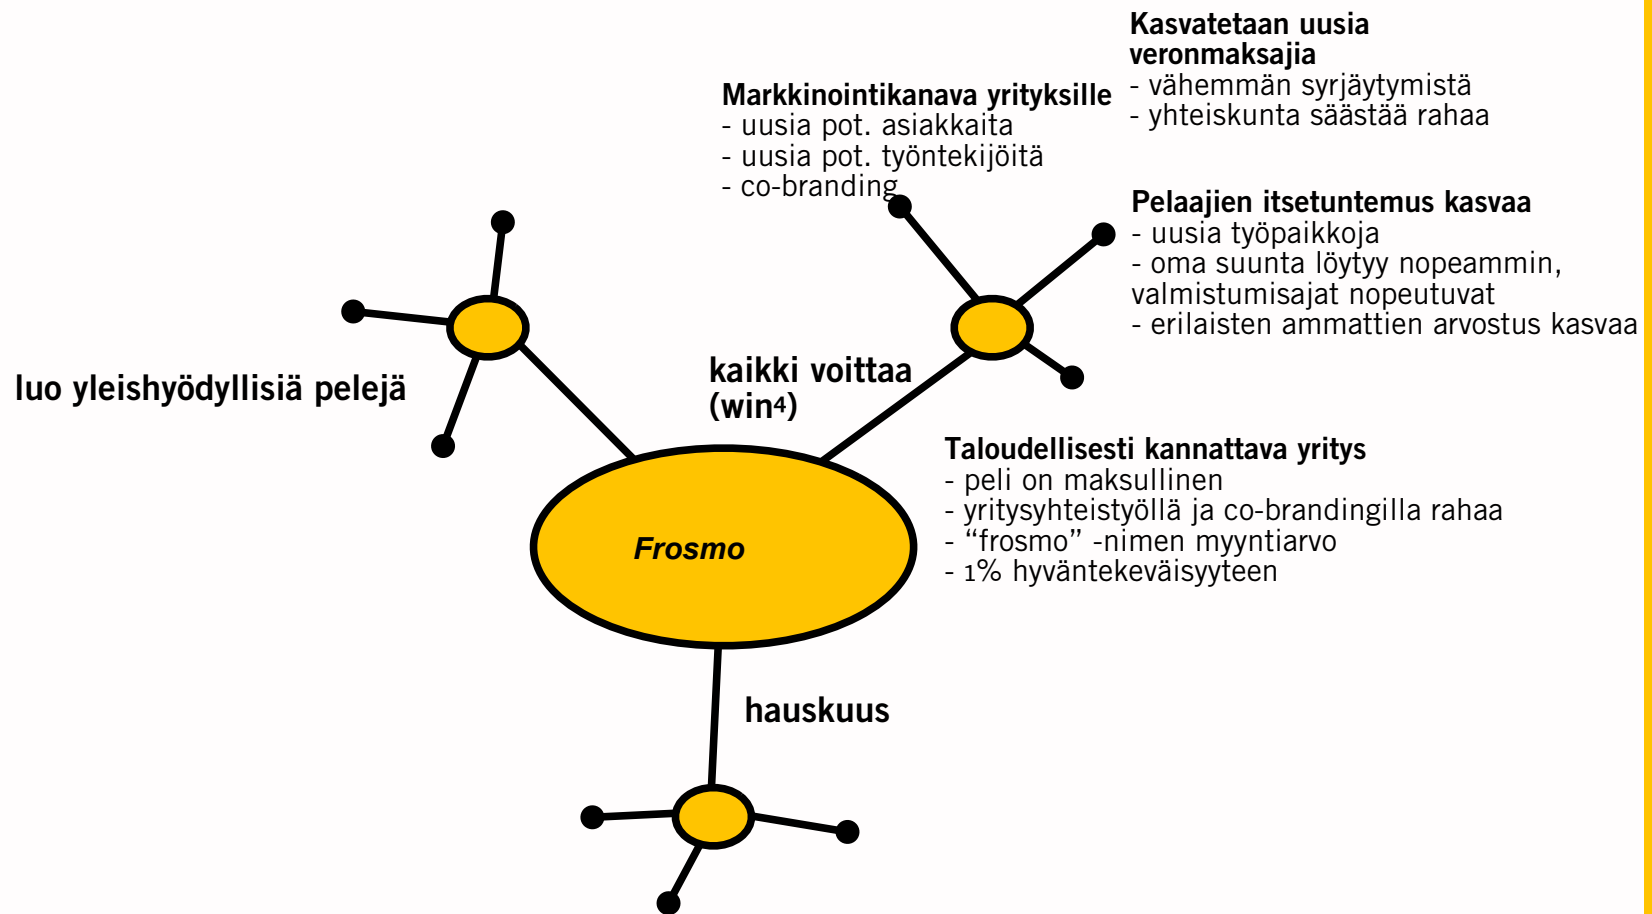 Kasvatetaan uusia
veronmaksajia
- vähemmän syrjäytymistä
- yhteiskunta säästää rahaa
Markkinointikanava yrityksille
- uusia pot. asiakkaita
- uusia pot. työntekijöitä
- co-branding
Pelaajien itsetuntemus kasvaa
- uusia työpaikkoja
- oma suunta löytyy nopeammin,
valmistumisajat nopeutuvat
- erilaisten ammattien arvostus kasvaa
luo yleishyödyllisiä pelejä
kaikki voittaa
(win⁴)
Taloudellisesti kannattava yritys
- peli on maksullinen
- yritysyhteistyöllä ja co-brandingilla rahaa
- “frosmo” -nimen myyntiarvo
- 1% hyväntekeväisyyteen
Frosmo
hauskuus